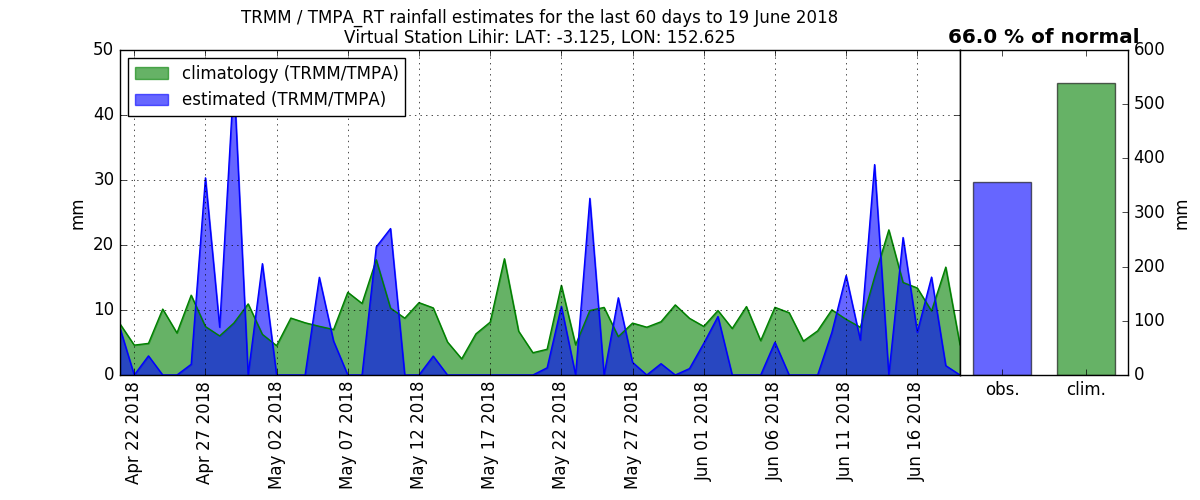 TRMM / TMPA_RT rainfall estimates for the last 60 days to 19 June 2018
Virtual Station Lihir: LAT: -3.125, LON: 152.625
66.0 % of normal
climatology (TRMM/TMPA)
estimated (TRMM/TMPA)
50
40
30
20
10
0
mm
600
500
400
300
200
100
0
mm
Apr 22 2018
Apr 27 2018
May 02 2018
May 07 2018
May 12 2018
May 17 2018
May 22 2018
May 27 2018
Jun 01 2018
Jun 06 2018
Jun 11 2018
Jun 16 2018
obs.
clim.